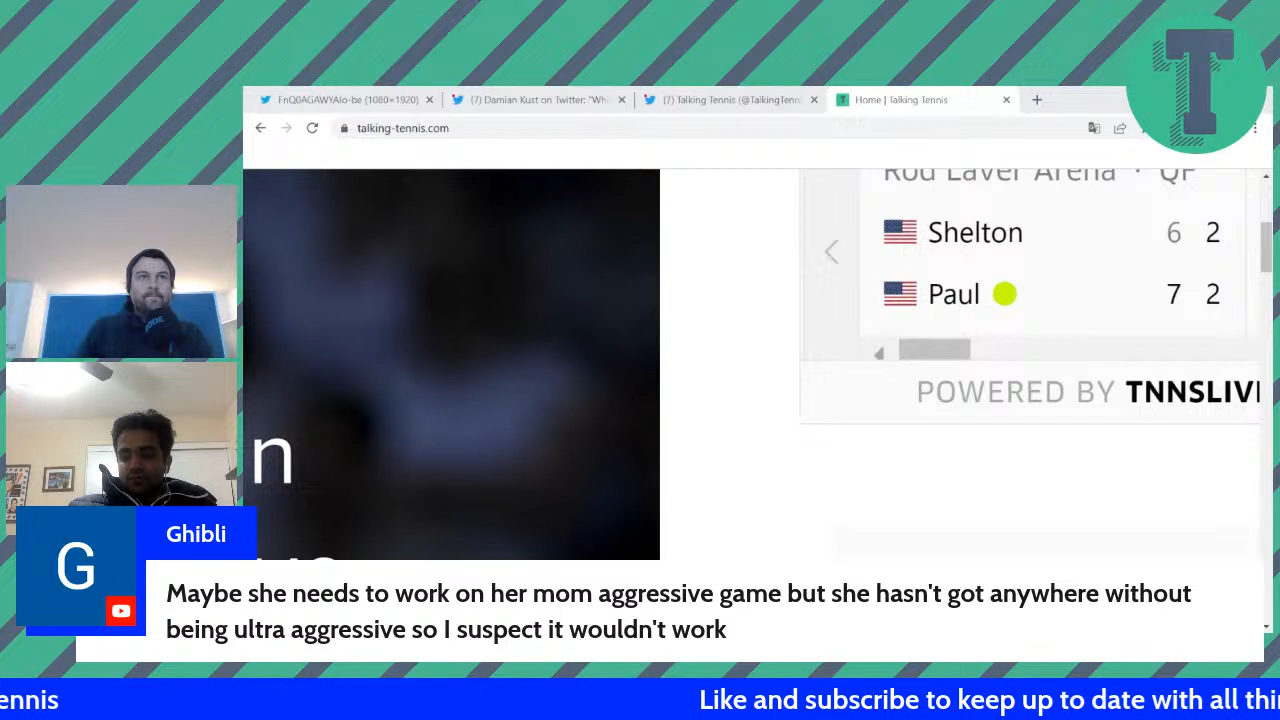 T
FnQ0AGAWYAIo-be (1080×1920)
(7) Damian Kust on Twitter: "Whi
(7) Talking Tennis (@TalkingTenn
Home | Talking Tennis
talking-tennis.com
Rod Laver Arena · QF
Shelton 6 2
Paul 7 2
POWERED BY TNNSLIVE
n
G
Ghibli
Maybe she needs to work on her mom aggressive game but she hasn't got anywhere without
being ultra aggressive so I suspect it wouldn't work
ennis
Like and subscribe to keep up to date with all thin